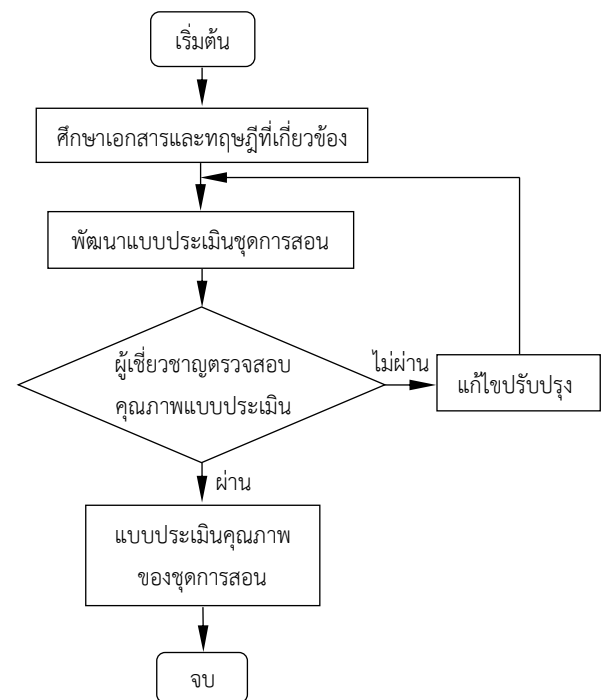 เริ่มต้น
ศึกษาเอกสารและทฤษฎีที่เกี่ยวข้อง
พัฒนาแบบประเมินชุดการสอน
ผู้เชี่ยวชาญตรวจสอบ
คุณภาพแบบประเมิน
ไม่ผ่าน
แก้ไขปรับปรุง
ผ่าน
แบบประเมินคุณภาพ
ของชุดการสอน
จบ